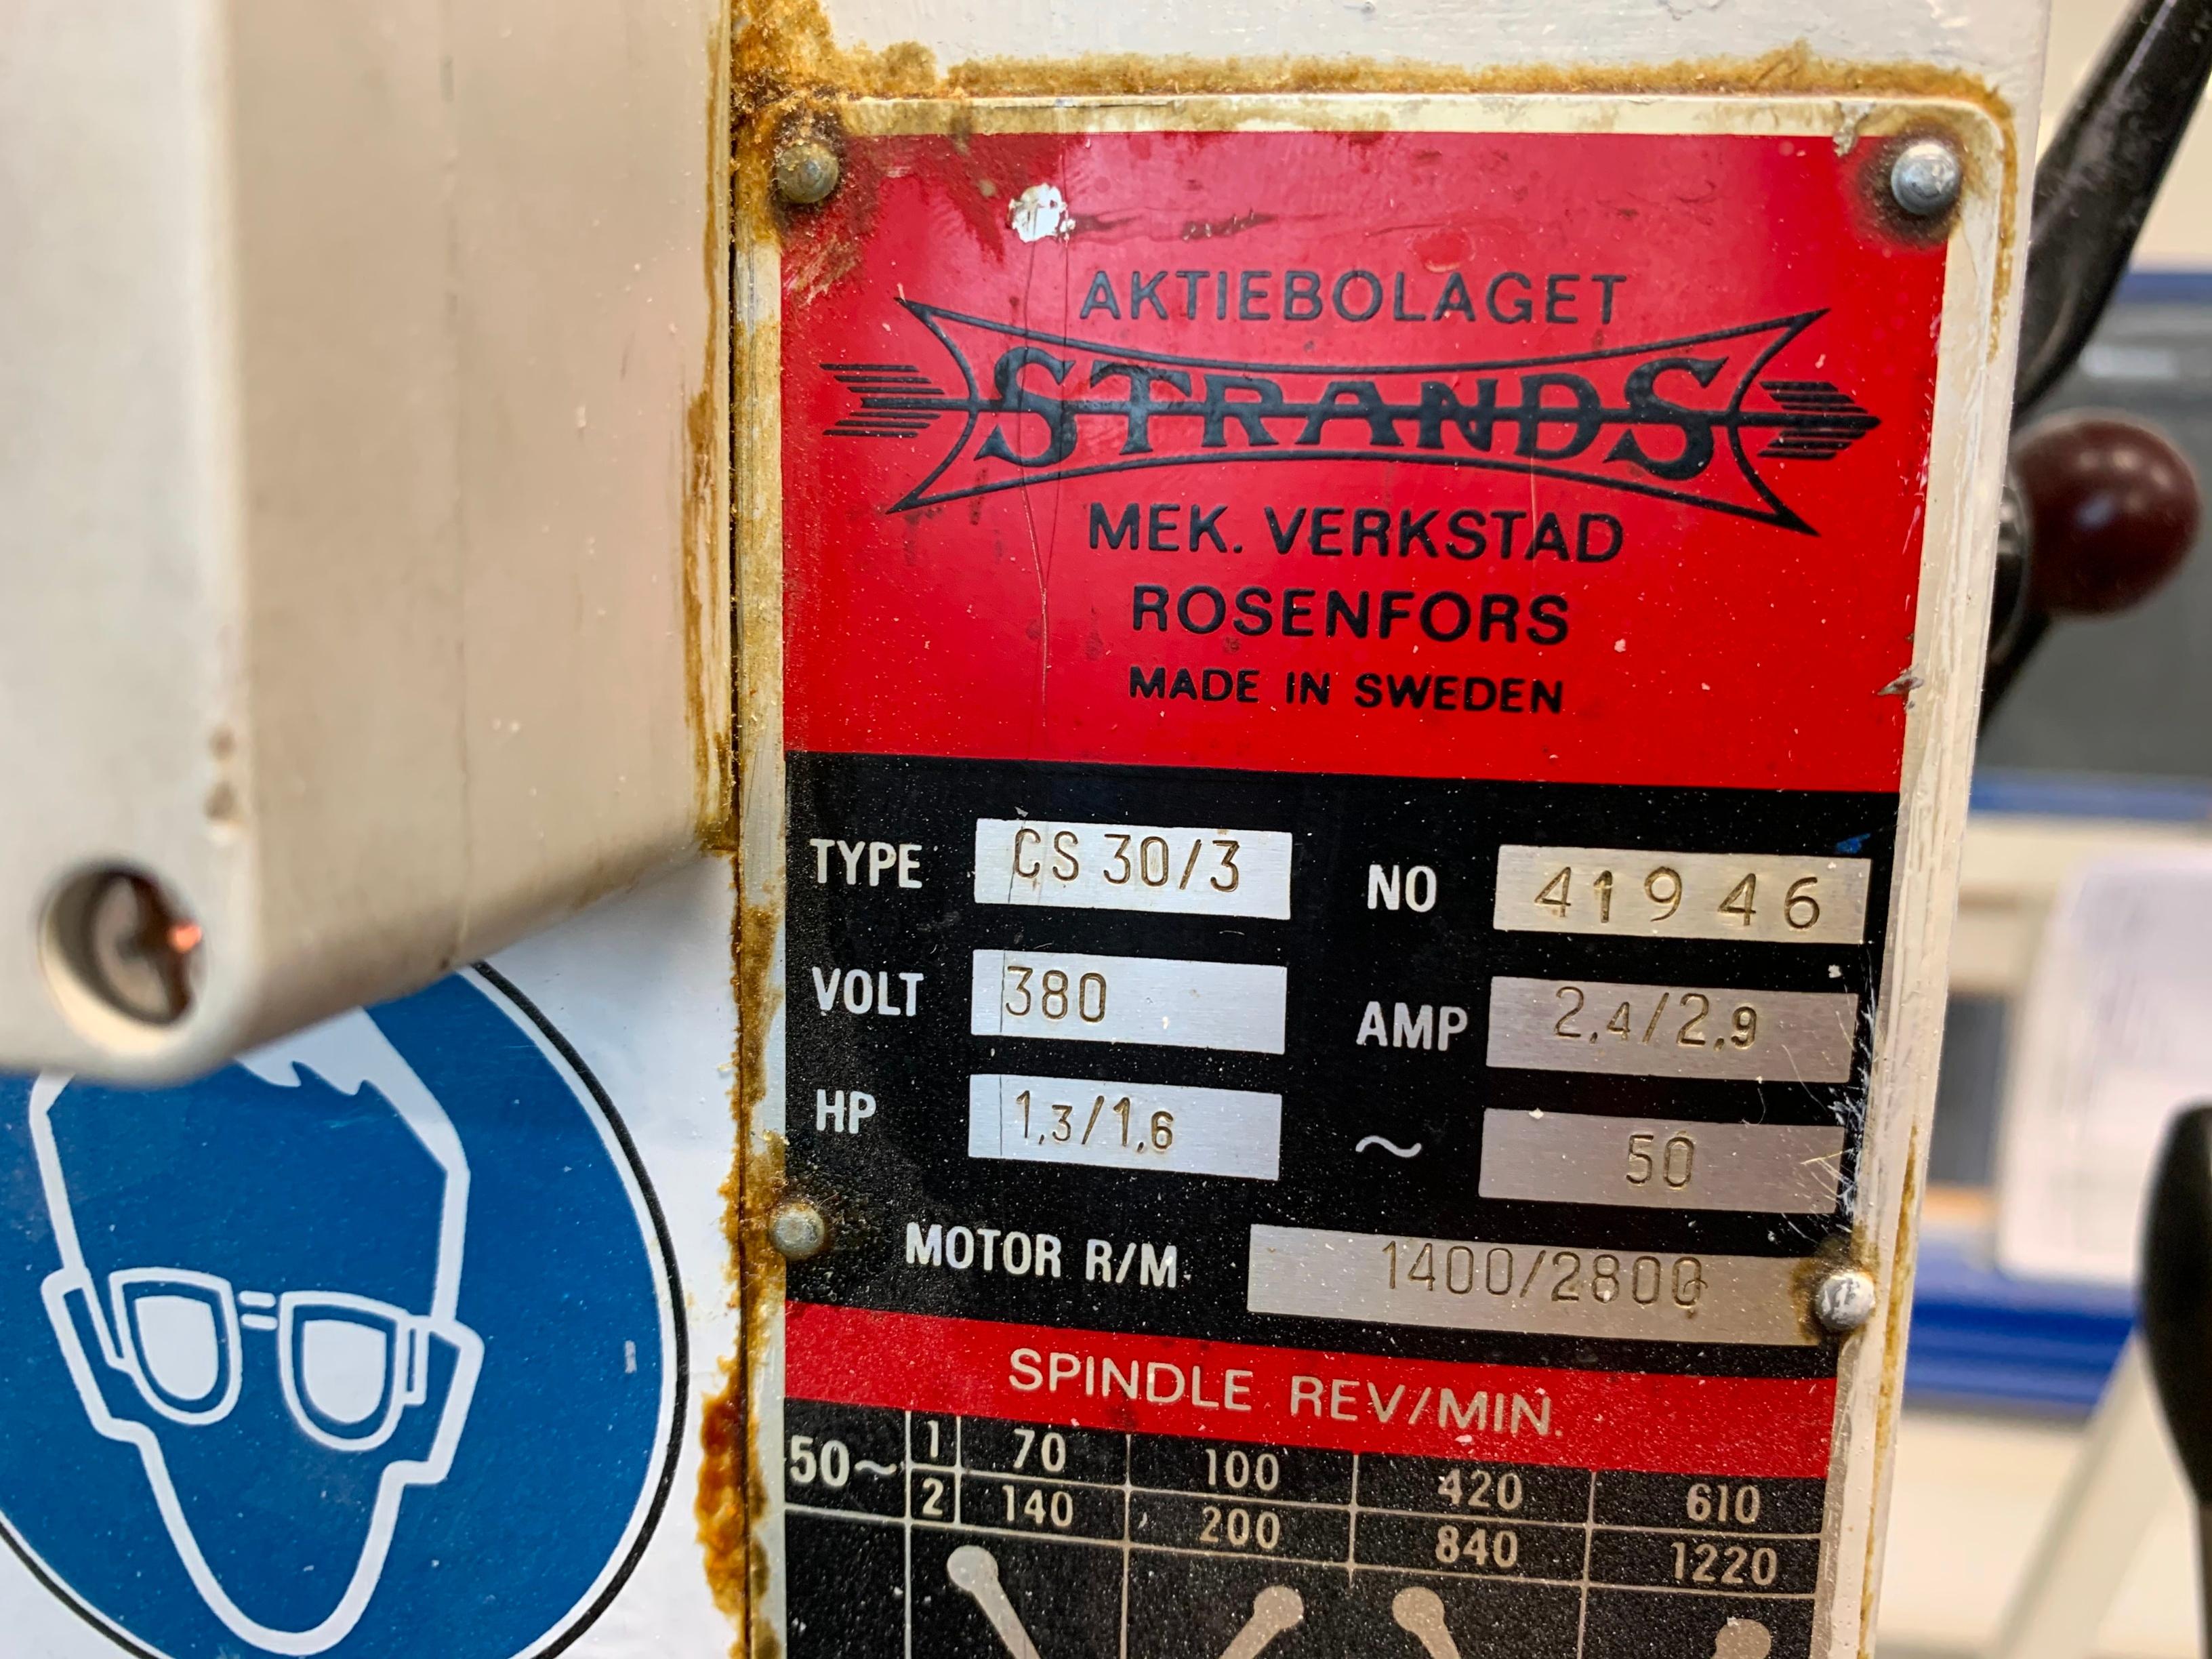 AKTIEBOLAGET
STRANDS
MEK. VERKSTAD
ROSENFORS
MADE IN SWEDEN
TYPE CS 30/3 NO 41946
VOLT 380 AMP 2,4/2,9
HP 1,3/1,6 ~ 50
MOTOR R/M. 1400/2800
SPINDLE REV/MIN.
50~ 1 70 100 420 610
2 140 200 840 1220